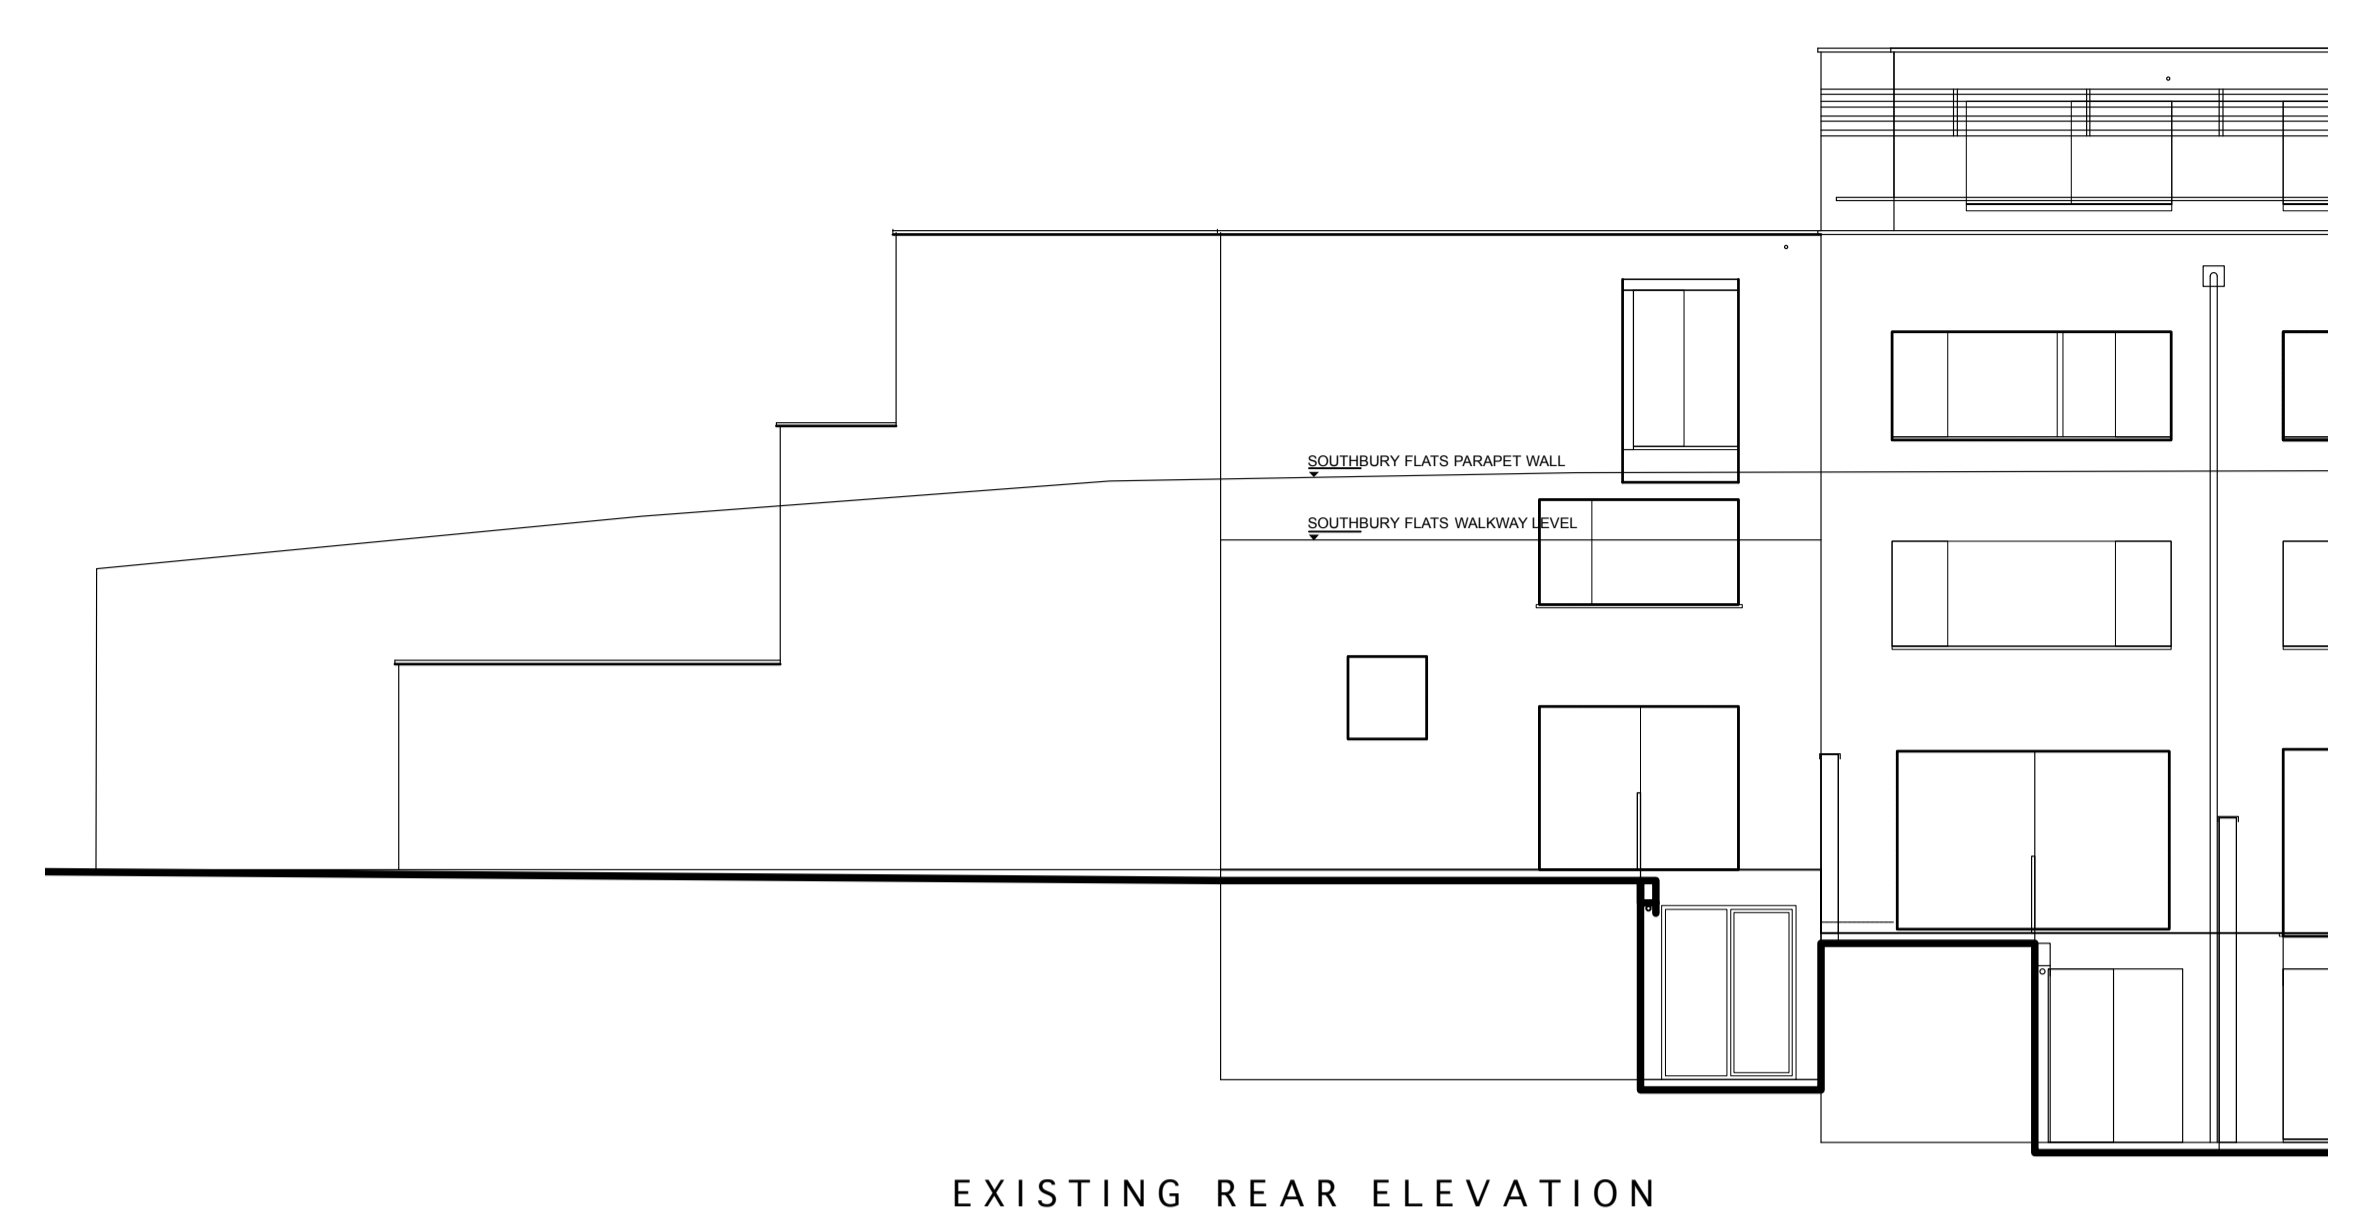 SOUTHBURY FLATS PARAPET WALL
SOUTHBURY FLATS WALKWAY LEVEL
EXISTING REAR ELEVATION